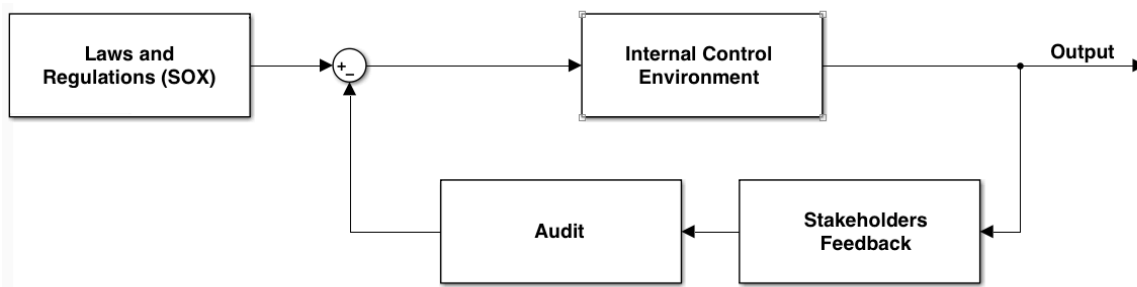 Laws and
Regulations (SOX)
+
−
Internal Control
Environment
Output
Audit
Stakeholders
Feedback